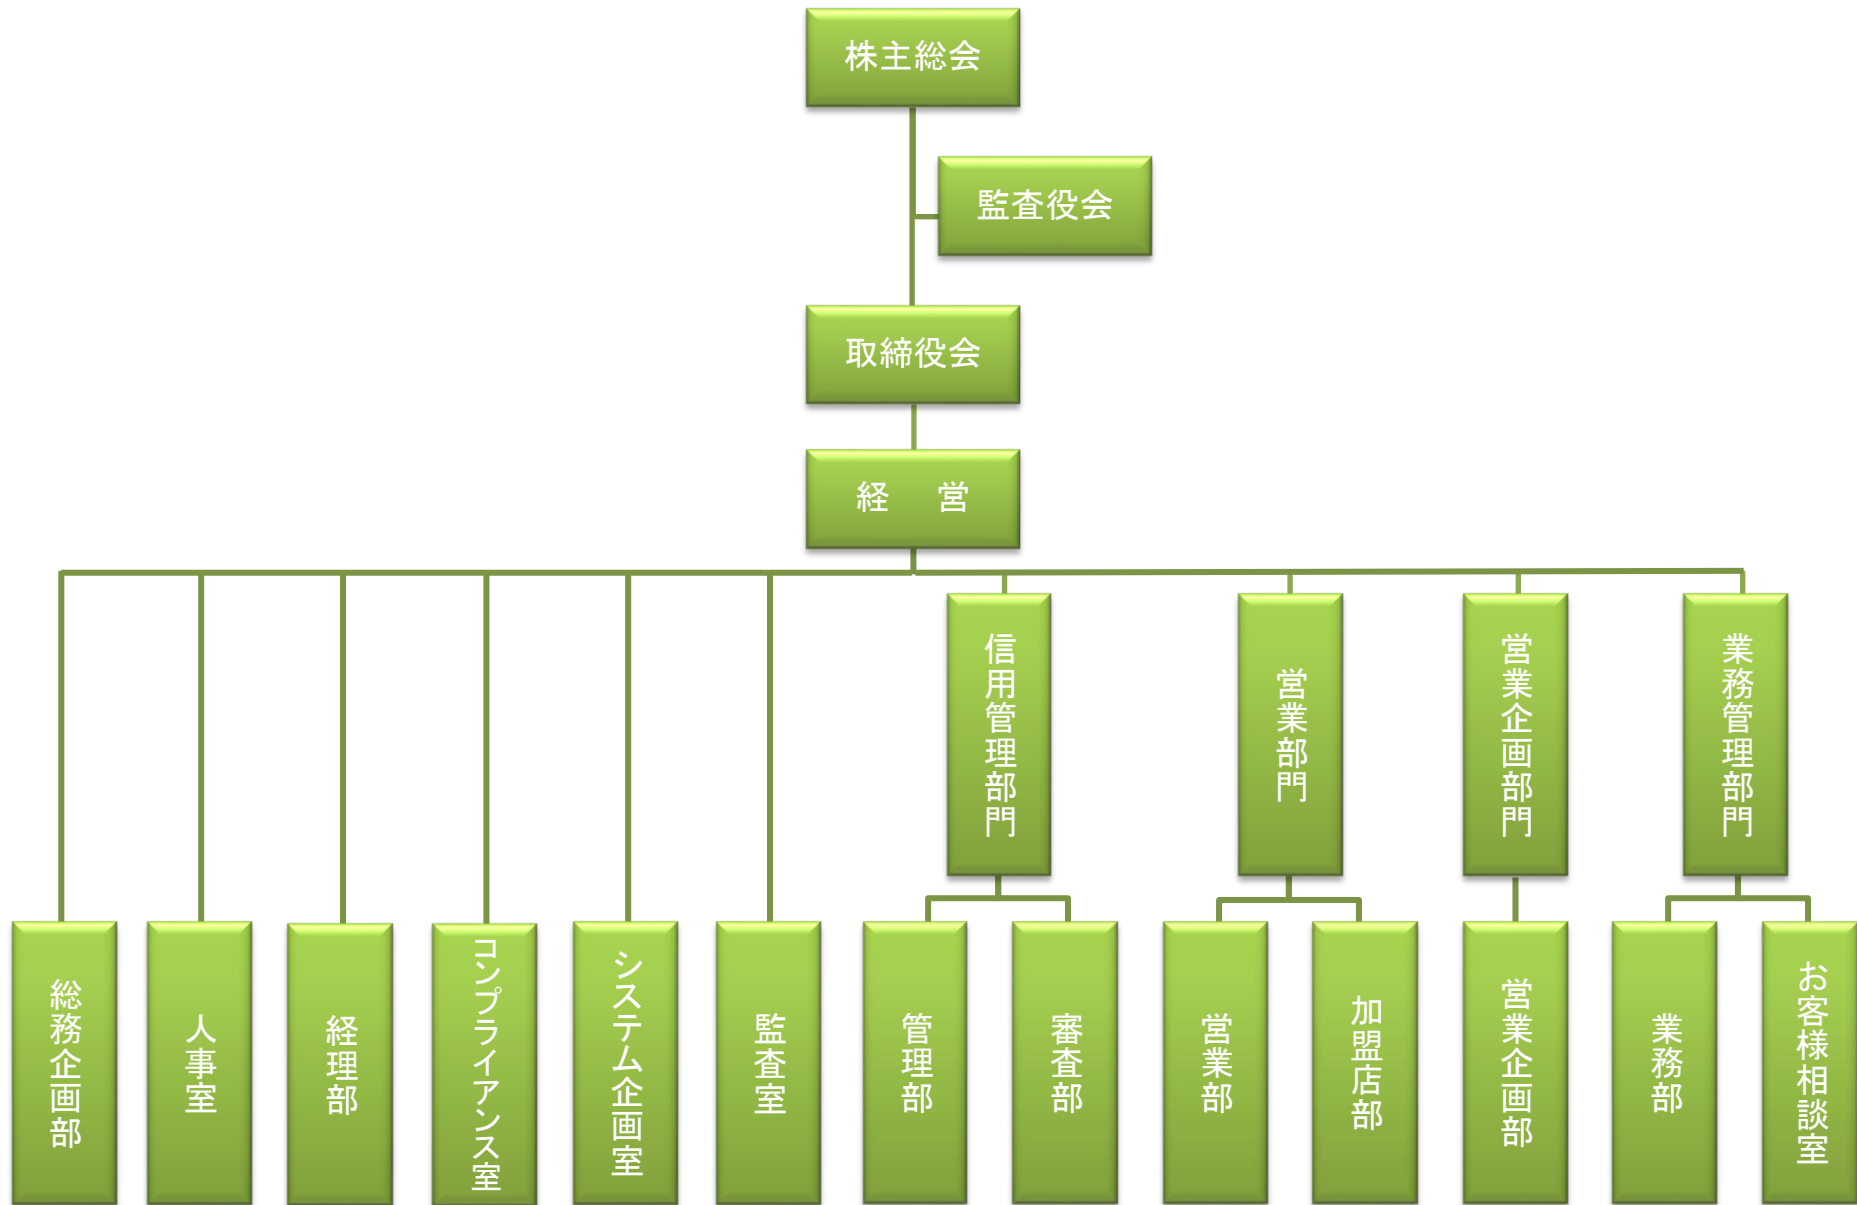 株主総会
監査役会
取締役会
経　営
信用管理部門
営業部門
営業企画部門
業務管理部門
総務企画部
人事室
経理部
コンプライアンス室
システム企画室
監査室
管理部
審査部
営業部
加盟店部
営業企画部
業務部
お客様相談室